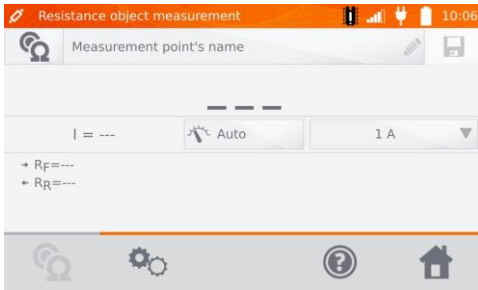 Resistance object measurement 10:06
Measurement point's name
---
I = --- Auto 1 A
→ RF=---
← RR=---